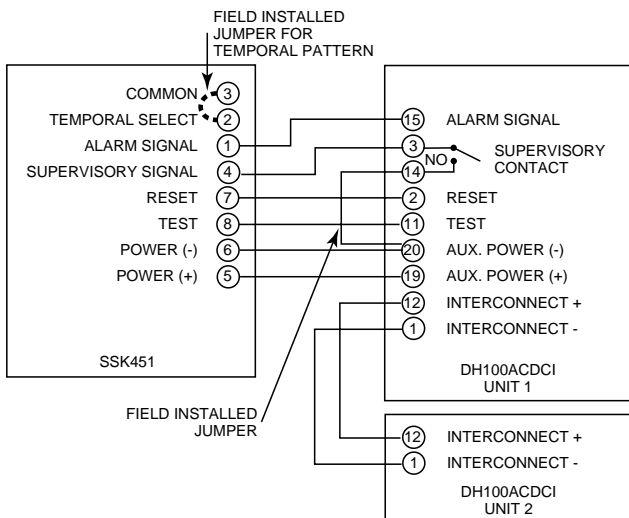 FIELD INSTALLED
JUMPER FOR
TEMPORAL PATTERN
COMMON 3
TEMPORAL SELECT 2
ALARM SIGNAL 1
SUPERVISORY SIGNAL 4
RESET 7
TEST 8
POWER (-) 6
POWER (+) 5
SSK451
FIELD INSTALLED
JUMPER
15 ALARM SIGNAL
3
NO
14
SUPERVISORY
CONTACT
2 RESET
11 TEST
20 AUX. POWER (-)
19 AUX. POWER (+)
12 INTERCONNECT +
1 INTERCONNECT -
DH100ACDCI
UNIT 1
12 INTERCONNECT +
1 INTERCONNECT -
DH100ACDCI
UNIT 2